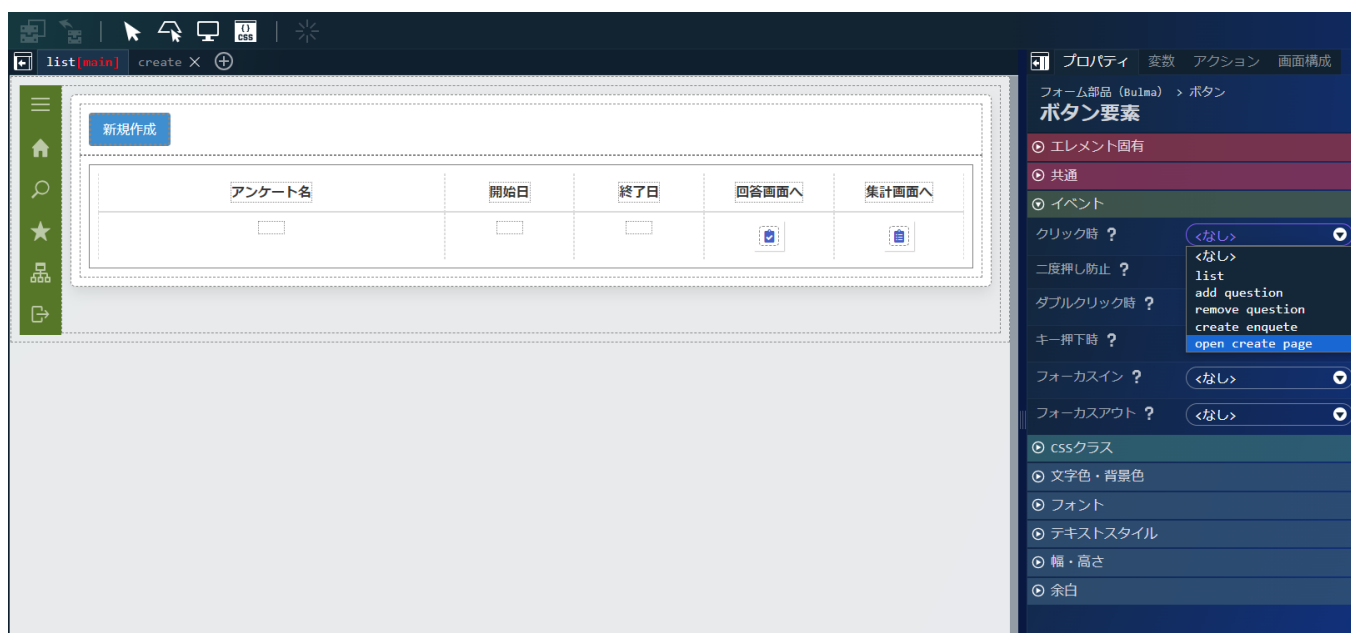 {} css
list[main] create
プロパティ 変数 アクション 画面構成
フォーム部品（Bulma） > ボタン
ボタン要素
新規作成
アンケート名 開始日 終了日 回答画面へ 集計画面へ
エレメント固有
共通
イベント
クリック時 ? <なし>
<なし>
二度押し防止 ?
list
add question
ダブルクリック時 ?
remove question
create enquete
キー押下時 ?
open create page
フォーカスイン ? <なし>
フォーカスアウト ? <なし>
cssクラス
文字色・背景色
フォント
テキストスタイル
幅・高さ
余白